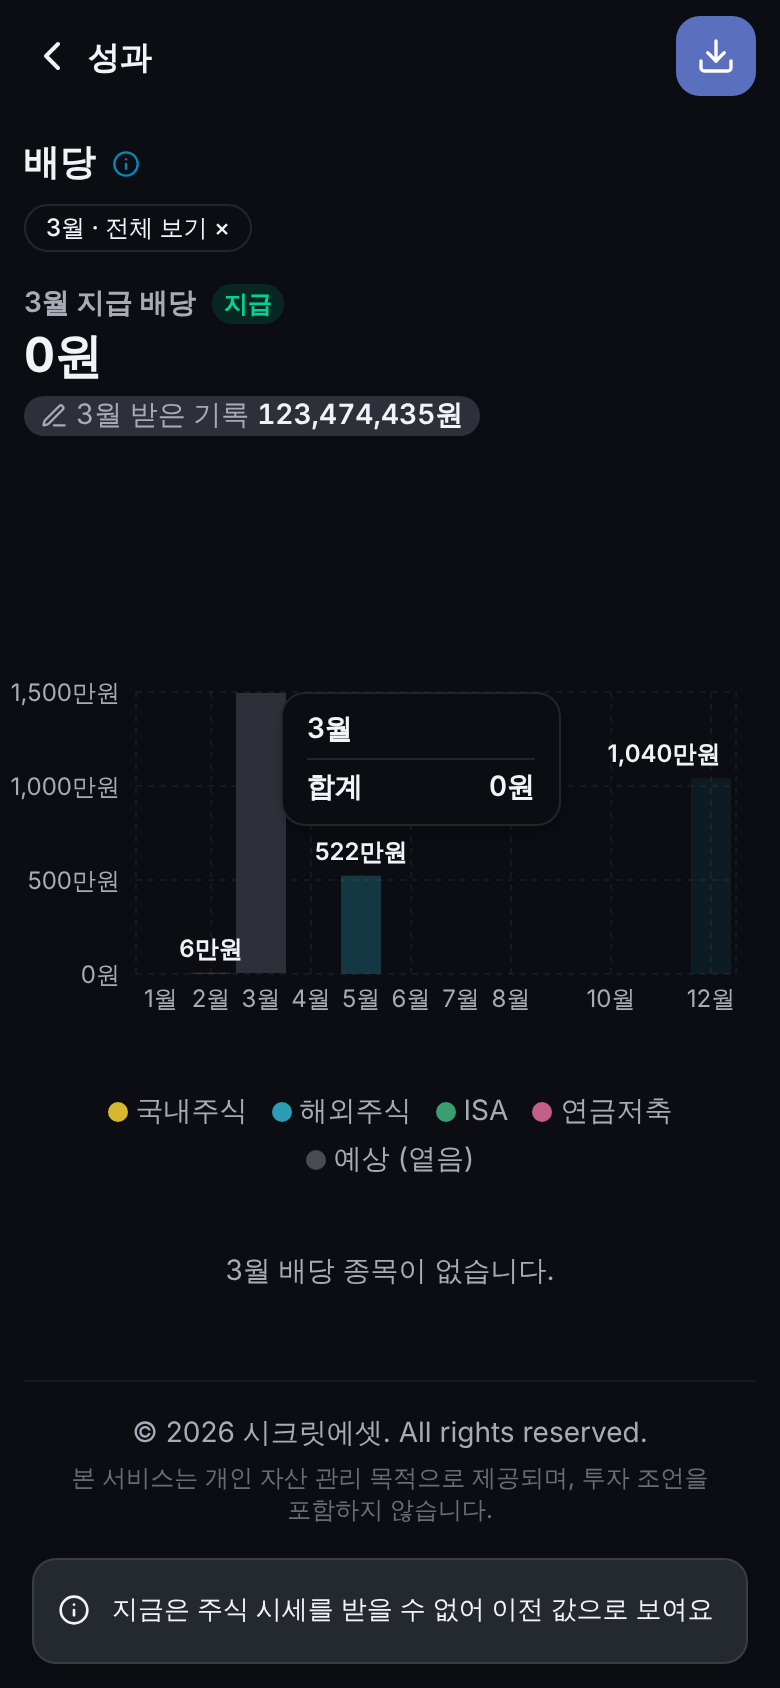 성과
배당
3월 · 전체 보기 ×
3월 지급 배당 지급
0원
3월 받은 기록 123,474,435원
1,500만원
3월
1,040만원
1,000만원
합계 0원
522만원
500만원
6만원
0원
1월 2월 3월 4월 5월 6월 7월 8월 10월 12월
국내주식 해외주식 ISA 연금저축
예상 (옅음)
3월 배당 종목이 없습니다.
© 2026 시크릿에셋. All rights reserved.
본 서비스는 개인 자산 관리 목적으로 제공되며, 투자 조언을
포함하지 않습니다.
지금은 주식 시세를 받을 수 없어 이전 값으로 보여요